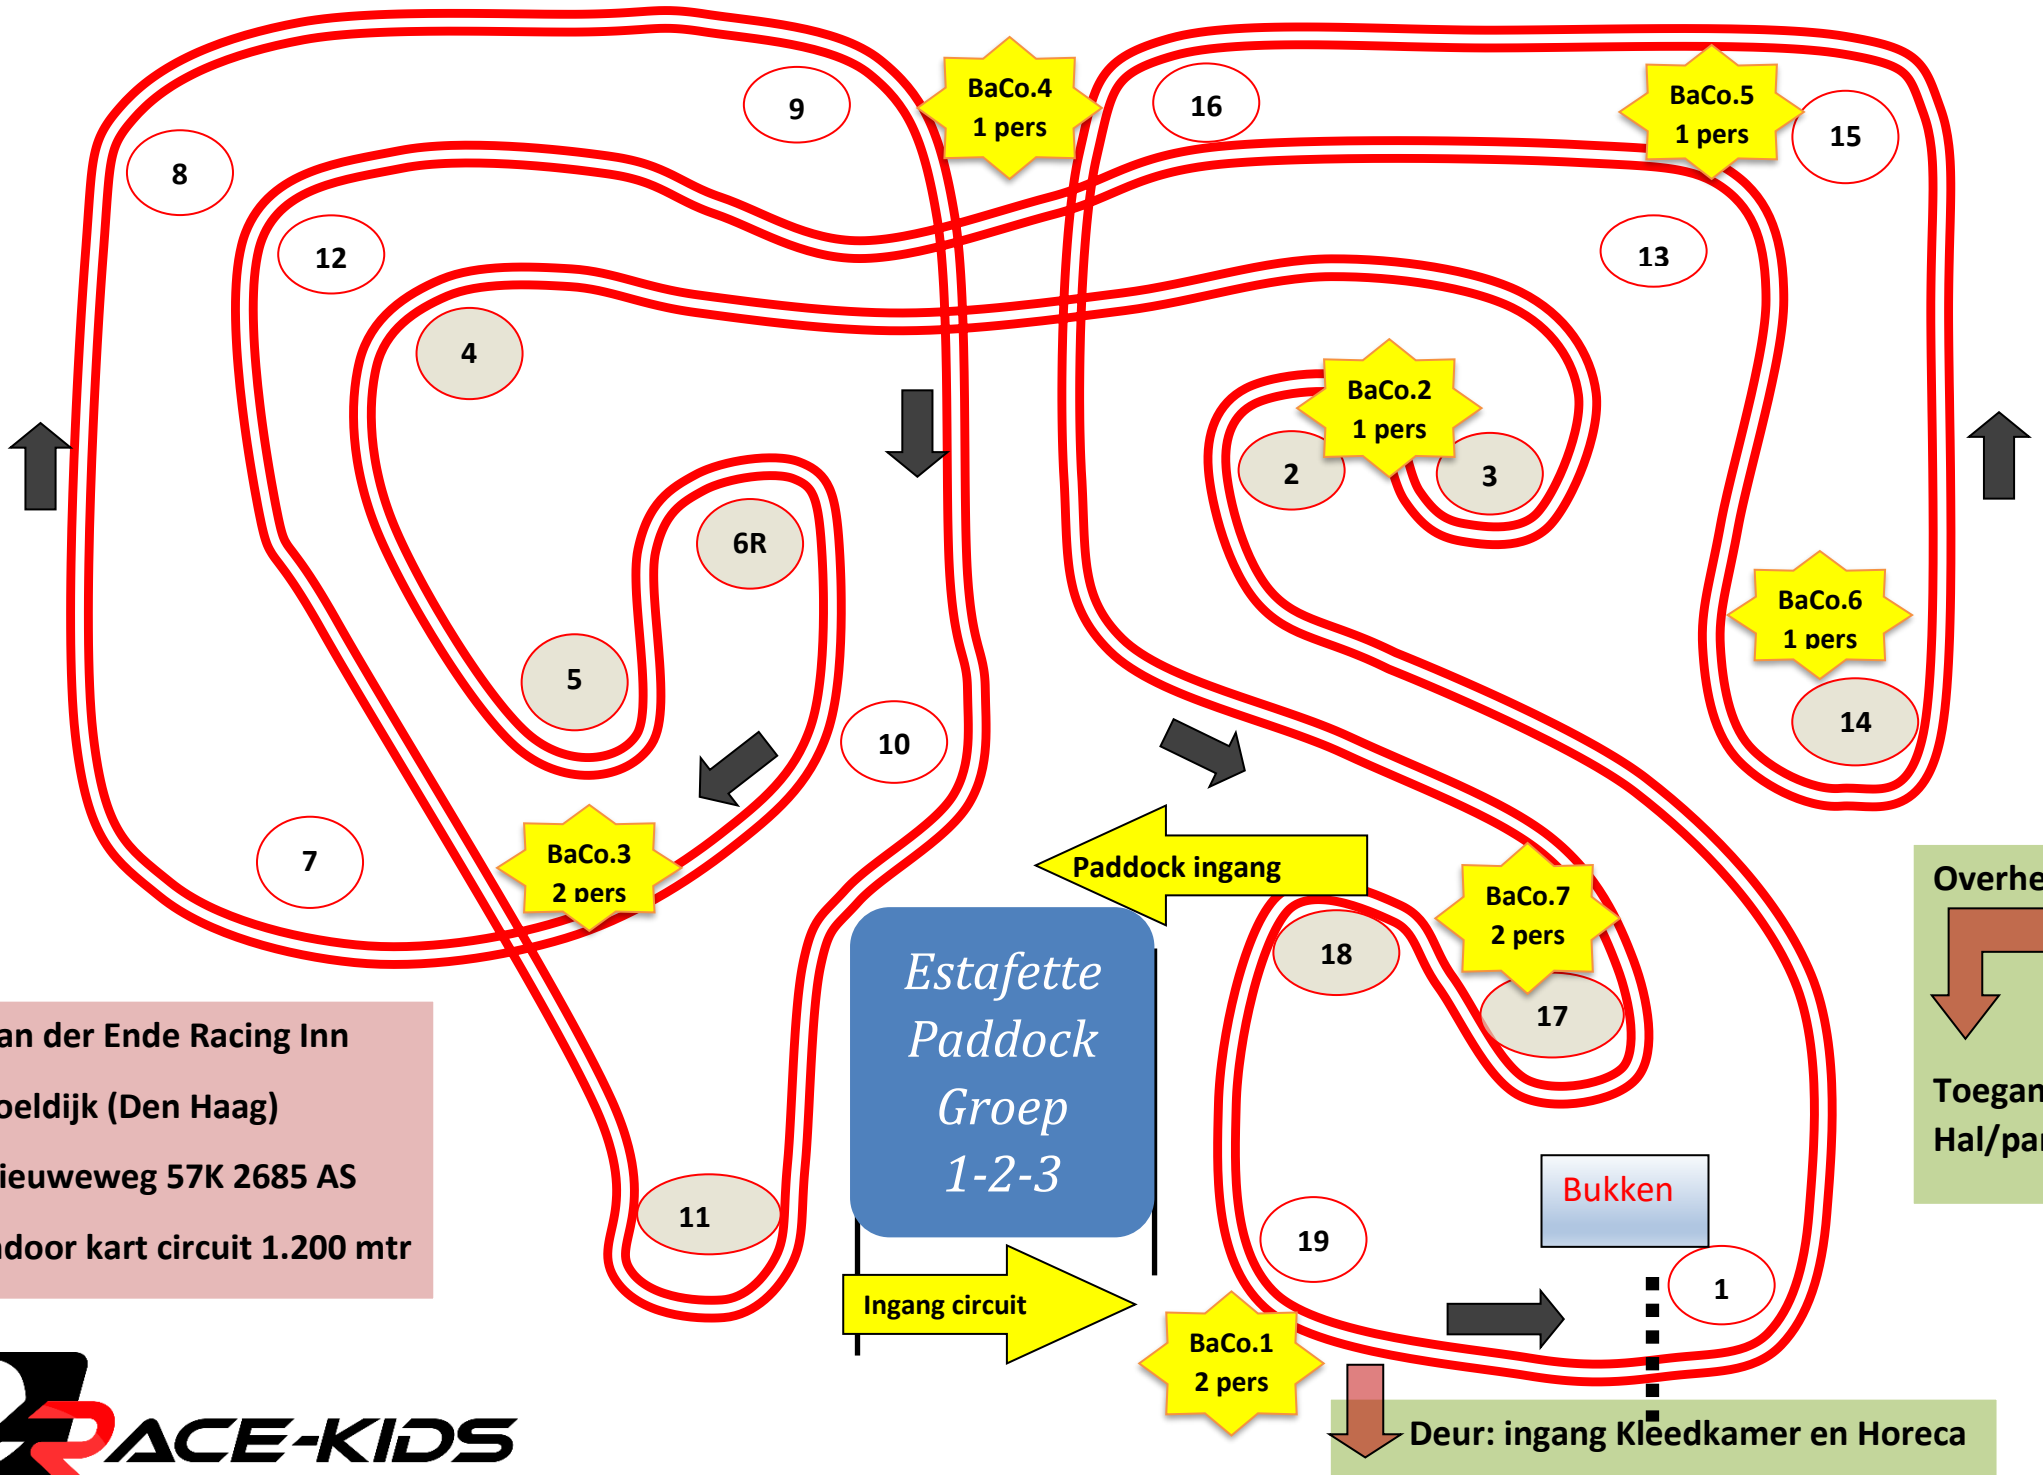 BaCo.4
1 pers
9
16
BaCo.5
1 pers
15
8
12
13
4
BaCo.2
1 pers
2
3
6R
BaCo.6
1 pers
5
14
10
7
BaCo.3
2 pers
Paddock ingang
BaCo.7
2 pers
18
17
Estafette
Paddock
Groep
1-2-3
an der Ende Racing Inn
oeldijk (Den Haag)
ieuweweg 57K 2685 AS
door kart circuit 1.200 mtr
Overhe
Toegan
Hal/par
Bukken
11
19
1
Ingang circuit
BaCo.1
2 pers
Deur: ingang Kleedkamer en Horeca
RACE-KIDS